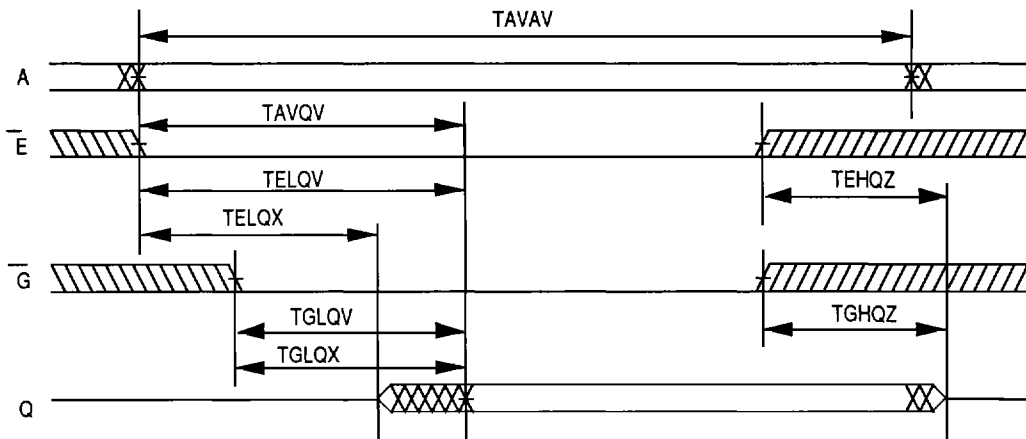 TAVAV
A
TAVQV
E
TELQV
TEHQZ
TELQX
G
TGLQV
TGHQZ
TGLQX
Q